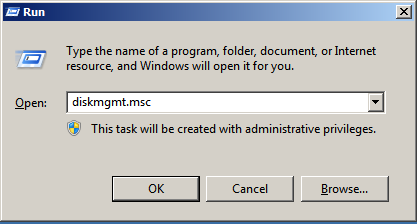 Run
Type the name of a program, folder, document, or Internet
resource, and Windows will open it for you.
Open: diskmgmt.msc
This task will be created with administrative privileges.
OK Cancel Browse...